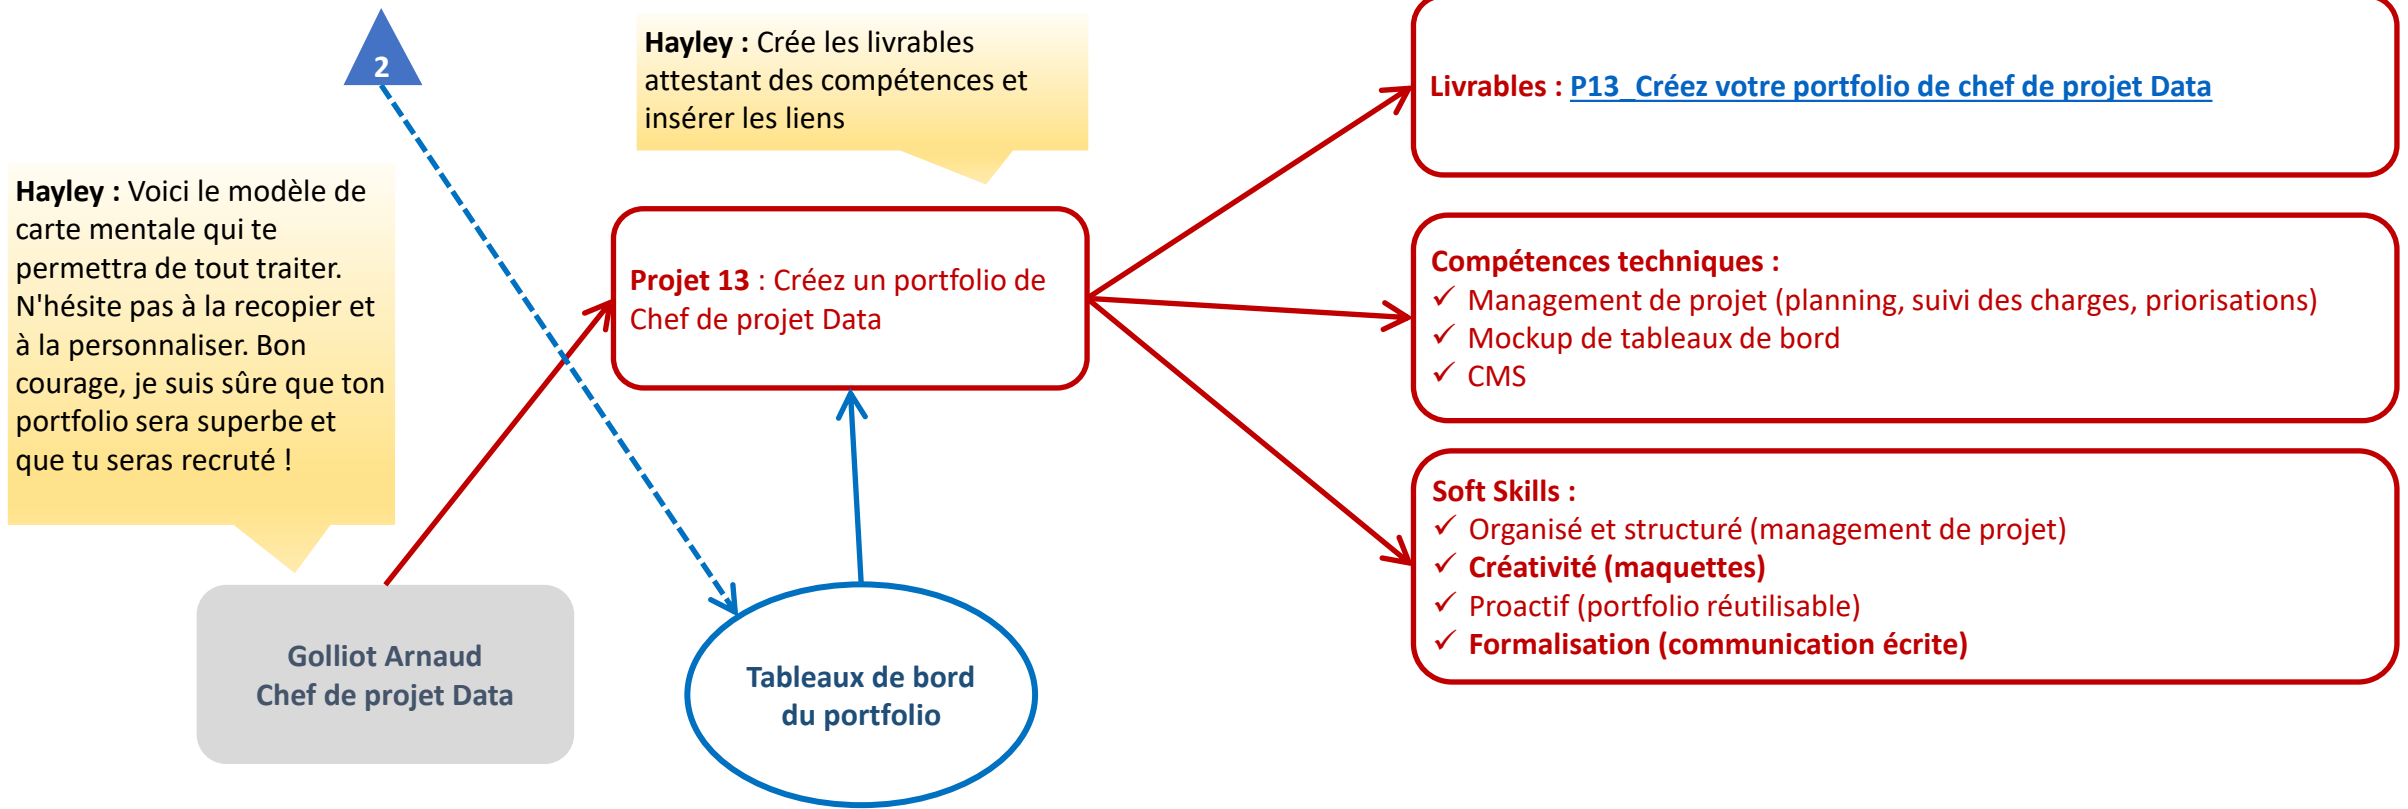 2
Hayley : Crée les livrables
attestant des compétences et
insérer les liens
Livrables : P13_Créez votre portfolio de chef de projet Data
Hayley : Voici le modèle de
carte mentale qui te
permettra de tout traiter.
N'hésite pas à la recopier et
à la personnaliser. Bon
courage, je suis sûre que ton
portfolio sera superbe et
que tu seras recruté !
Projet 13 : Créez un portfolio de
Chef de projet Data
Compétences techniques :
✓ Management de projet (planning, suivi des charges, priorisations)
✓ Mockup de tableaux de bord
✓ CMS
Soft Skills :
✓ Organisé et structuré (management de projet)
✓ Créativité (maquettes)
✓ Proactif (portfolio réutilisable)
✓ Formalisation (communication écrite)
Golliot Arnaud
Chef de projet Data
Tableaux de bord
du portfolio